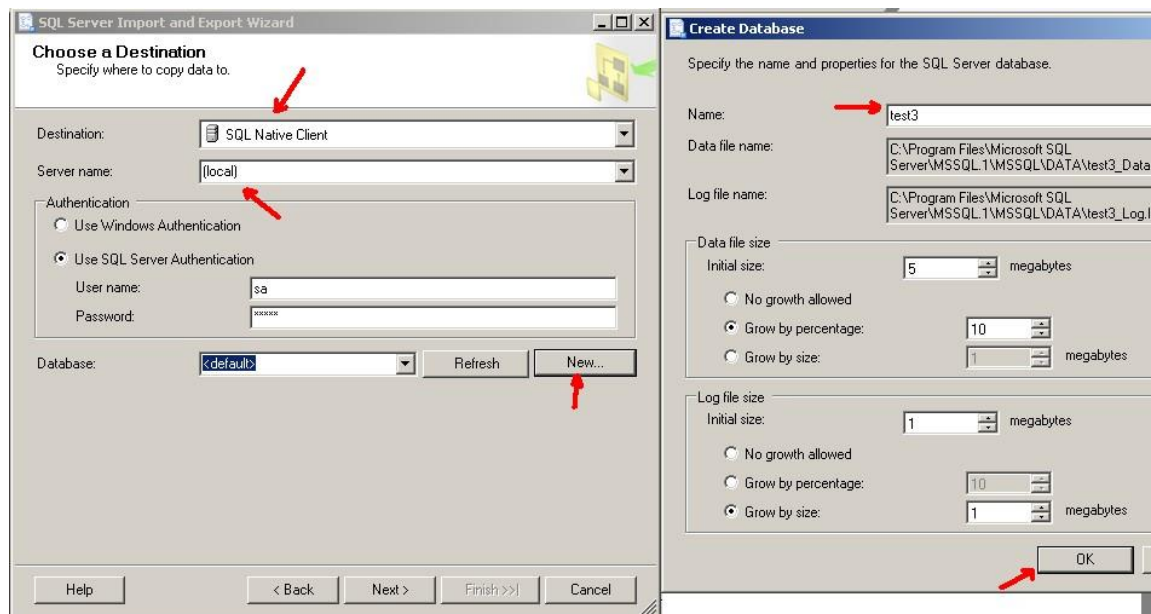 SQL Server Import and Export Wizard
Choose a Destination
Specify where to copy data to.
Destination: SQL Native Client
Server name: (local)
Authentication
Use Windows Authentication
Use SQL Server Authentication
User name: sa
Password: *****
Database: <default> Refresh New...
Help < Back Next > Finish >>| Cancel
Create Database
Specify the name and properties for the SQL Server database.
Name: test3
Data file name: C:\Program Files\Microsoft SQL
Server\MSSQL.1\MSSQL\DATA\test3_Data
Log file name: C:\Program Files\Microsoft SQL
Server\MSSQL.1\MSSQL\DATA\test3_Log.l
Data file size
Initial size: 5 megabytes
No growth allowed
Grow by percentage: 10
Grow by size: 1 megabytes
Log file size
Initial size: 1 megabytes
No growth allowed
Grow by percentage: 10
Grow by size: 1 megabytes
OK